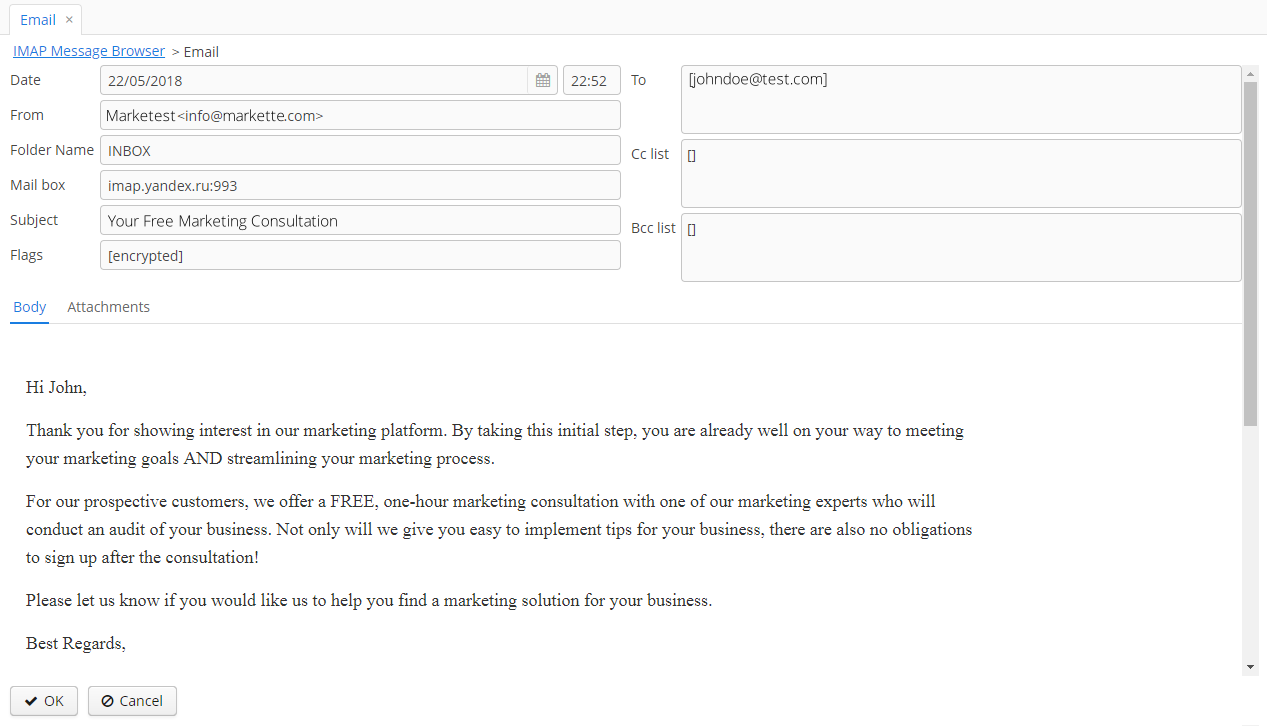 Email ×
IMAP Message Browser > Email
Date 22/05/2018 22:52
From Marketest<info@markette.com>
Folder Name INBOX
Mail box imap.yandex.ru:993
Subject Your Free Marketing Consultation
Flags [encrypted]
To [johndoe@test.com]
Cc list []
Bcc list []
Body Attachments
Hi John,
Thank you for showing interest in our marketing platform. By taking this initial step, you are already well on your way to meeting
your marketing goals AND streamlining your marketing process.
For our prospective customers, we offer a FREE, one-hour marketing consultation with one of our marketing experts who will
conduct an audit of your business. Not only will we give you easy to implement tips for your business, there are also no obligations
to sign up after the consultation!
Please let us know if you would like us to help you find a marketing solution for your business.
Best Regards,
OK Cancel